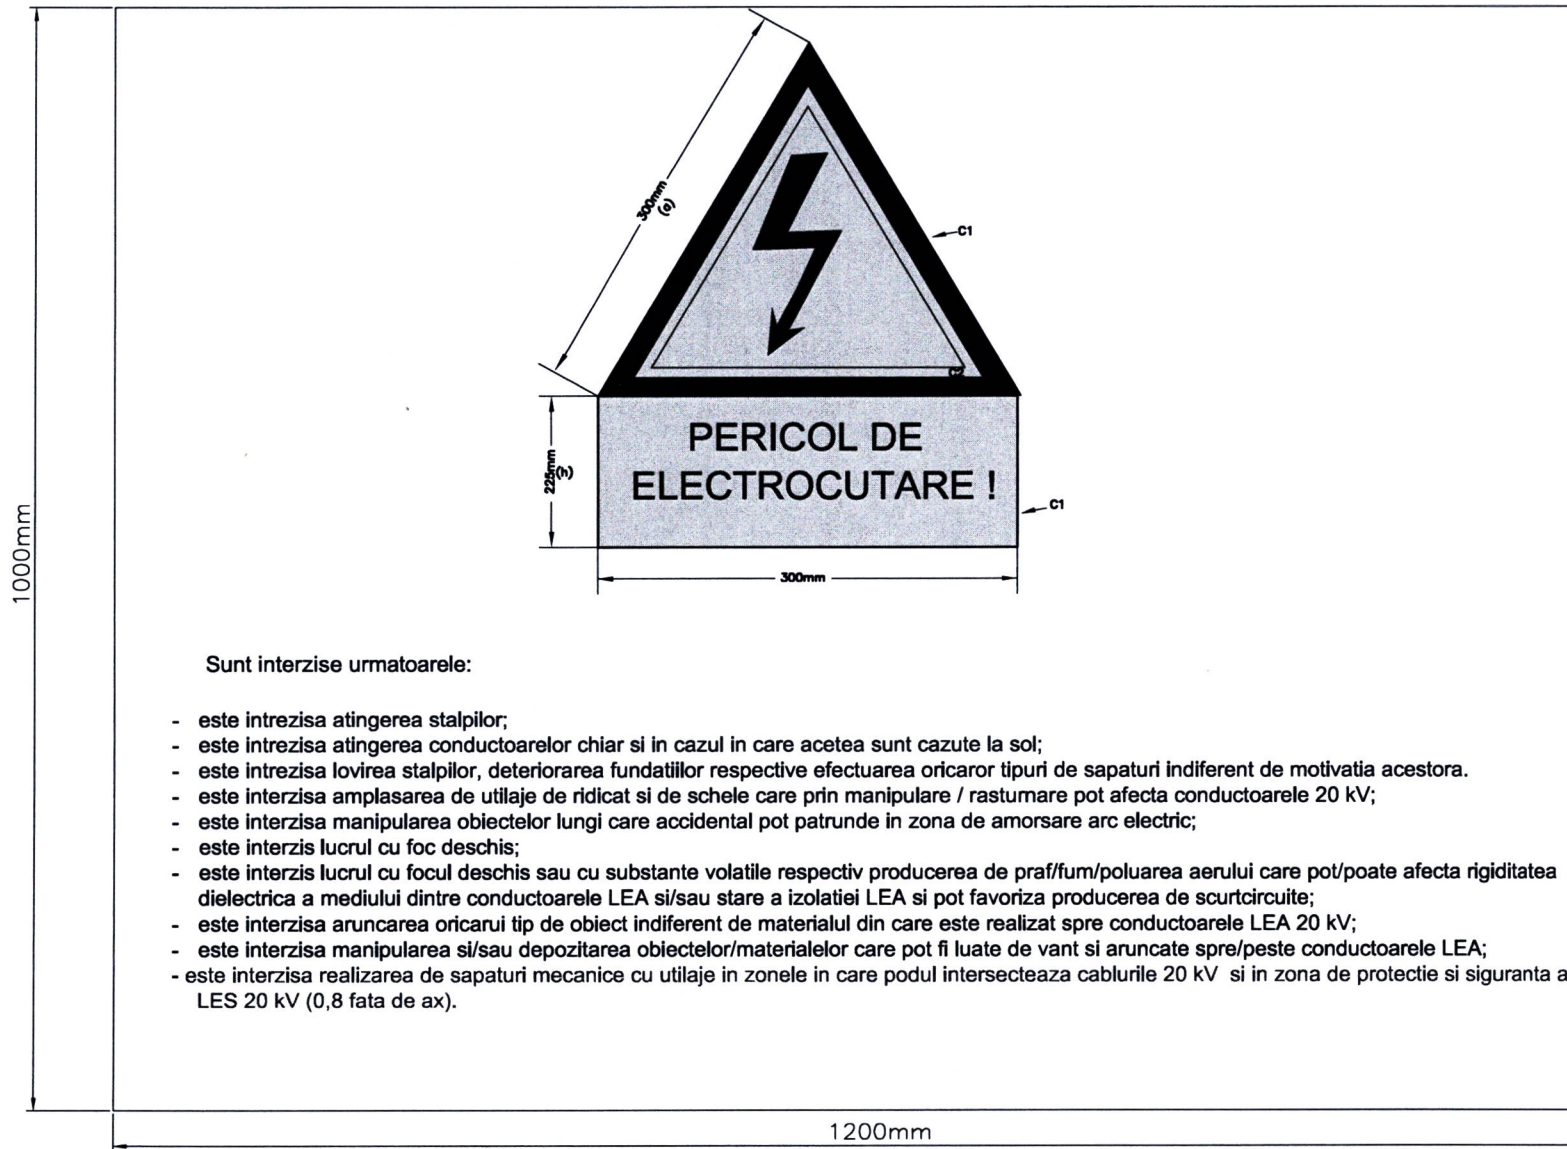 300mm
(a)
C1
C2
PERICOL DE
ELECTROCUTARE !
225mm
(h)
C1
300mm
1000mm
Sunt interzise urmatoarele:
- este intrezisa atingerea stalpilor;
- este intrezisa atingerea conductoarelor chiar si in cazul in care acetea sunt cazute la sol;
- este intrezisa lovirea stalpilor, deteriorarea fundatiilor respective efectuarea oricaror tipuri de sapaturi indiferent de motivatia acestora.
- este interzisa amplasarea de utilaje de ridicat si de schele care prin manipulare / rasturnare pot afecta conductoarele 20 kV;
- este interzisa manipularea obiectelor lungi care accidental pot patrunde in zona de amorsare arc electric;
- este interzis lucrul cu foc deschis;
- este interzis lucrul cu focul deschis sau cu substante volatile respectiv producerea de praf/fum/poluarea aerului care pot/poate afecta rigiditatea
dielectrica a mediului dintre conductoarele LEA si/sau stare a izolatiei LEA si pot favoriza producerea de scurtcircuite;
- este interzisa aruncarea oricarui tip de obiect indiferent de materialul din care este realizat spre conductoarele LEA 20 kV;
- este interzisa manipularea si/sau depozitarea obiectelor/materialelor care pot fi luate de vant si aruncate spre/peste conductoarele LEA;
- este interzisa realizarea de sapaturi mecanice cu utilaje in zonele in care podul intersecteaza cablurile 20 kV si in zona de protectie si siguranta a
LES 20 kV (0,8 fata de ax).
1200mm